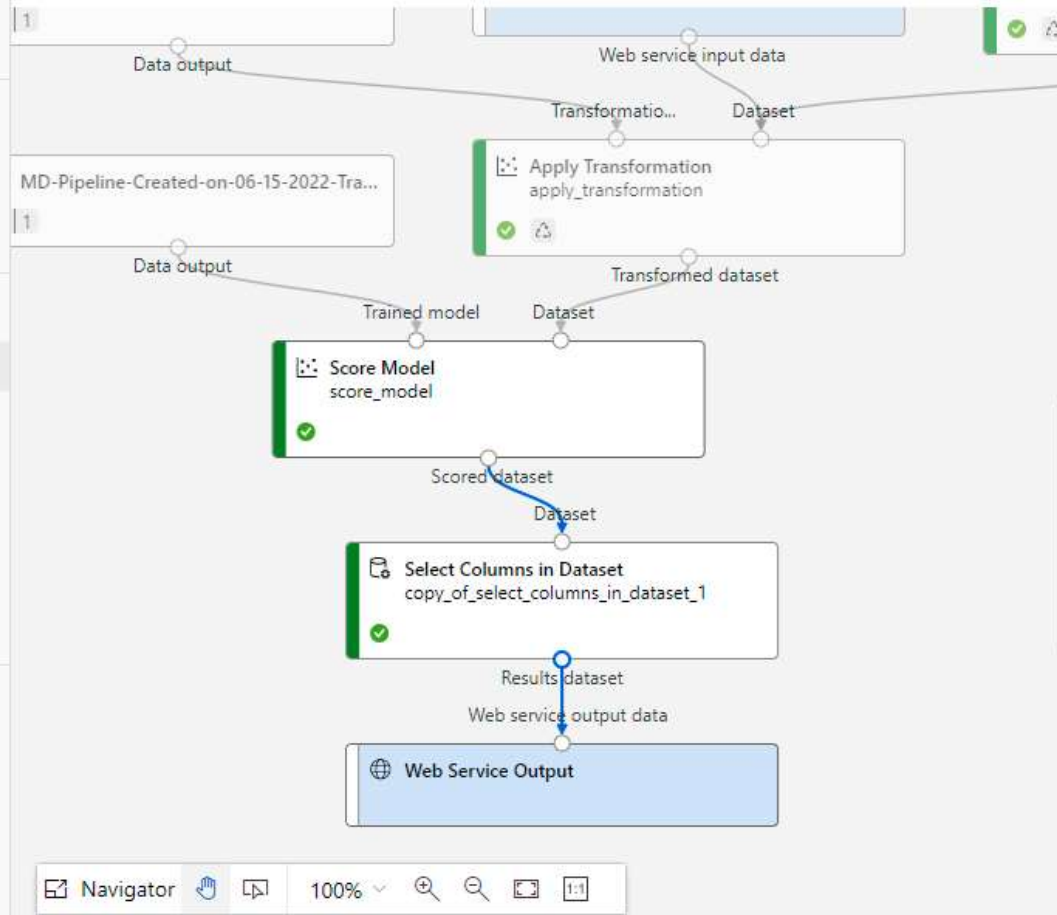 1
Data output
Web service input data
Transformatio...
Dataset
MD-Pipeline-Created-on-06-15-2022-Tra...
1
Apply Transformation
apply_transformation
Data output
Transformed dataset
Trained model
Dataset
Score Model
score_model
Scored dataset
Dataset
Select Columns in Dataset
copy_of_select_columns_in_dataset_1
Results dataset
Web service output data
Web Service Output
Navigator
100%
1:1